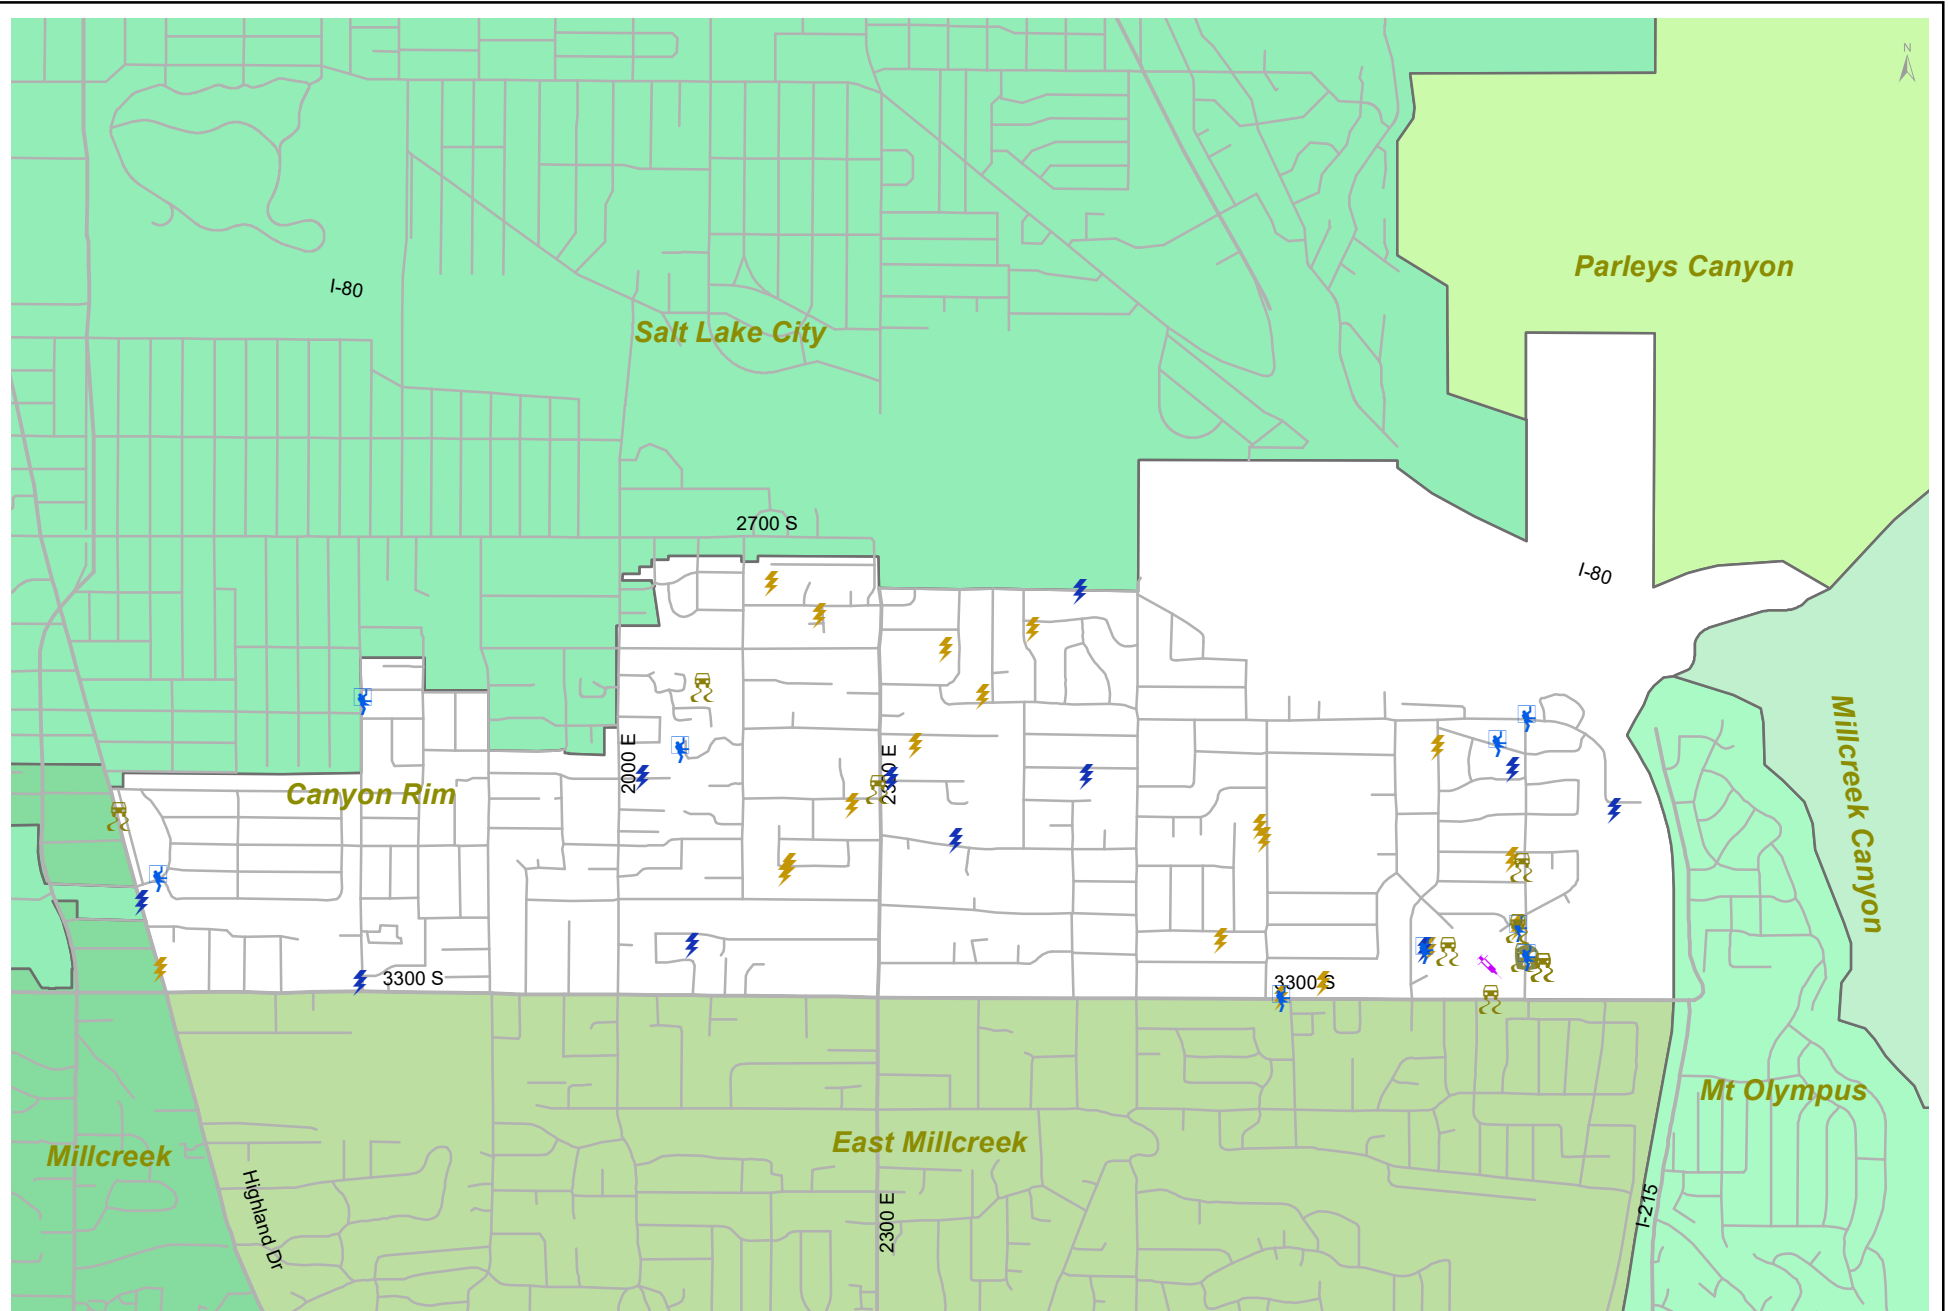 N
Parleys Canyon
I-80
Salt Lake City
2700 S
I-80
Millcreek Canyon
2000 E
2300 E
Canyon Rim
3300 S
3300 S
Mt Olympus
East Millcreek
Millcreek
Highland Dr
2300 E
I-215